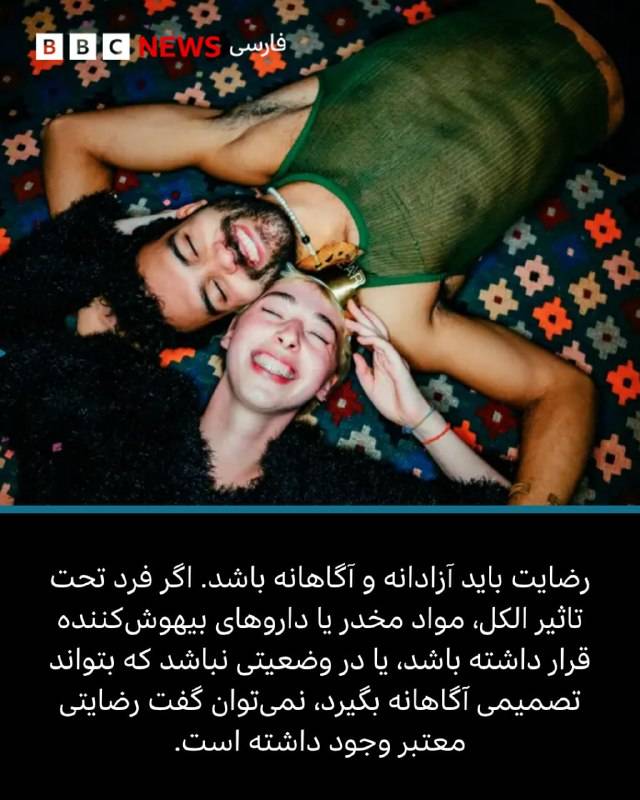 BBC NEWS فارسی
رضایت باید آزادانه و آگاهانه باشد. اگر فرد تحت
تاثیر الکل، مواد مخدر یا داروهای بیهوش‌کننده
قرار داشته باشد، یا در وضعیتی نباشد که بتواند
تصمیمی آگاهانه بگیرد، نمی‌توان گفت رضایتی
معتبر وجود داشته است.